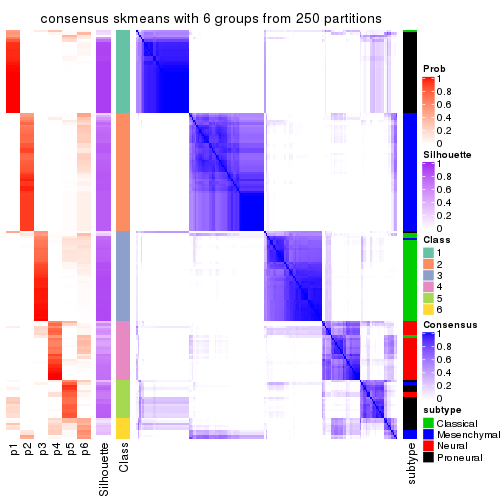 consensus skmeans with 6 groups from 250 partitions
Prob
1
0.8
0.6
0.4
0.2
0
Silhouette
1
0.8
0.6
0.4
0.2
0
Class
1
2
3
4
5
6
Consensus
1
0.8
0.6
0.4
0.2
0
subtype
Classical
Mesenchymal
Neural
Proneural
p1
p2
p3
p4
p5
p6
Silhouette
Class
subtype